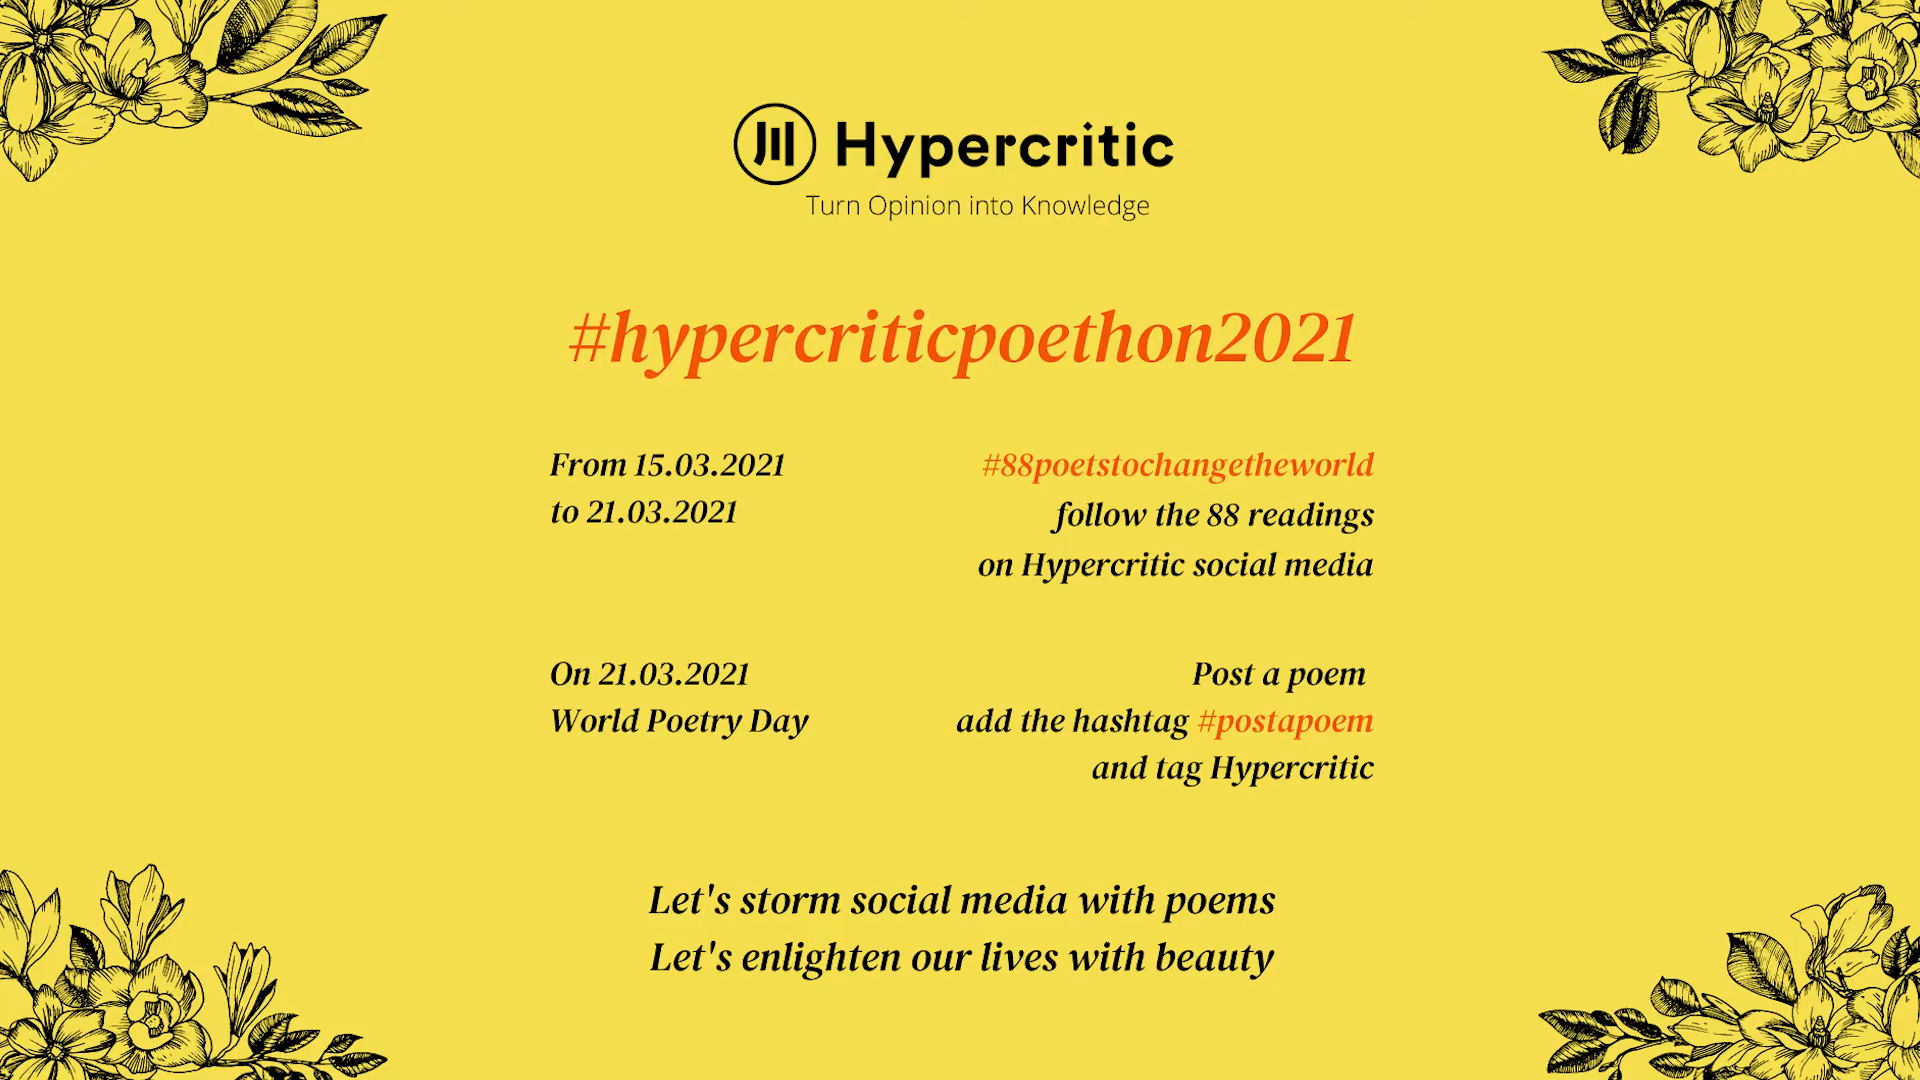 Hypercritic
Turn Opinion into Knowledge
#hypercriticpoethon2021
From 15.03.2021
to 21.03.2021
#88poetstochangetheworld
follow the 88 readings
on Hypercritic social media
On 21.03.2021
World Poetry Day
Post a poem
add the hashtag #postapoem
and tag Hypercritic
Let's storm social media with poems
Let's enlighten our lives with beauty